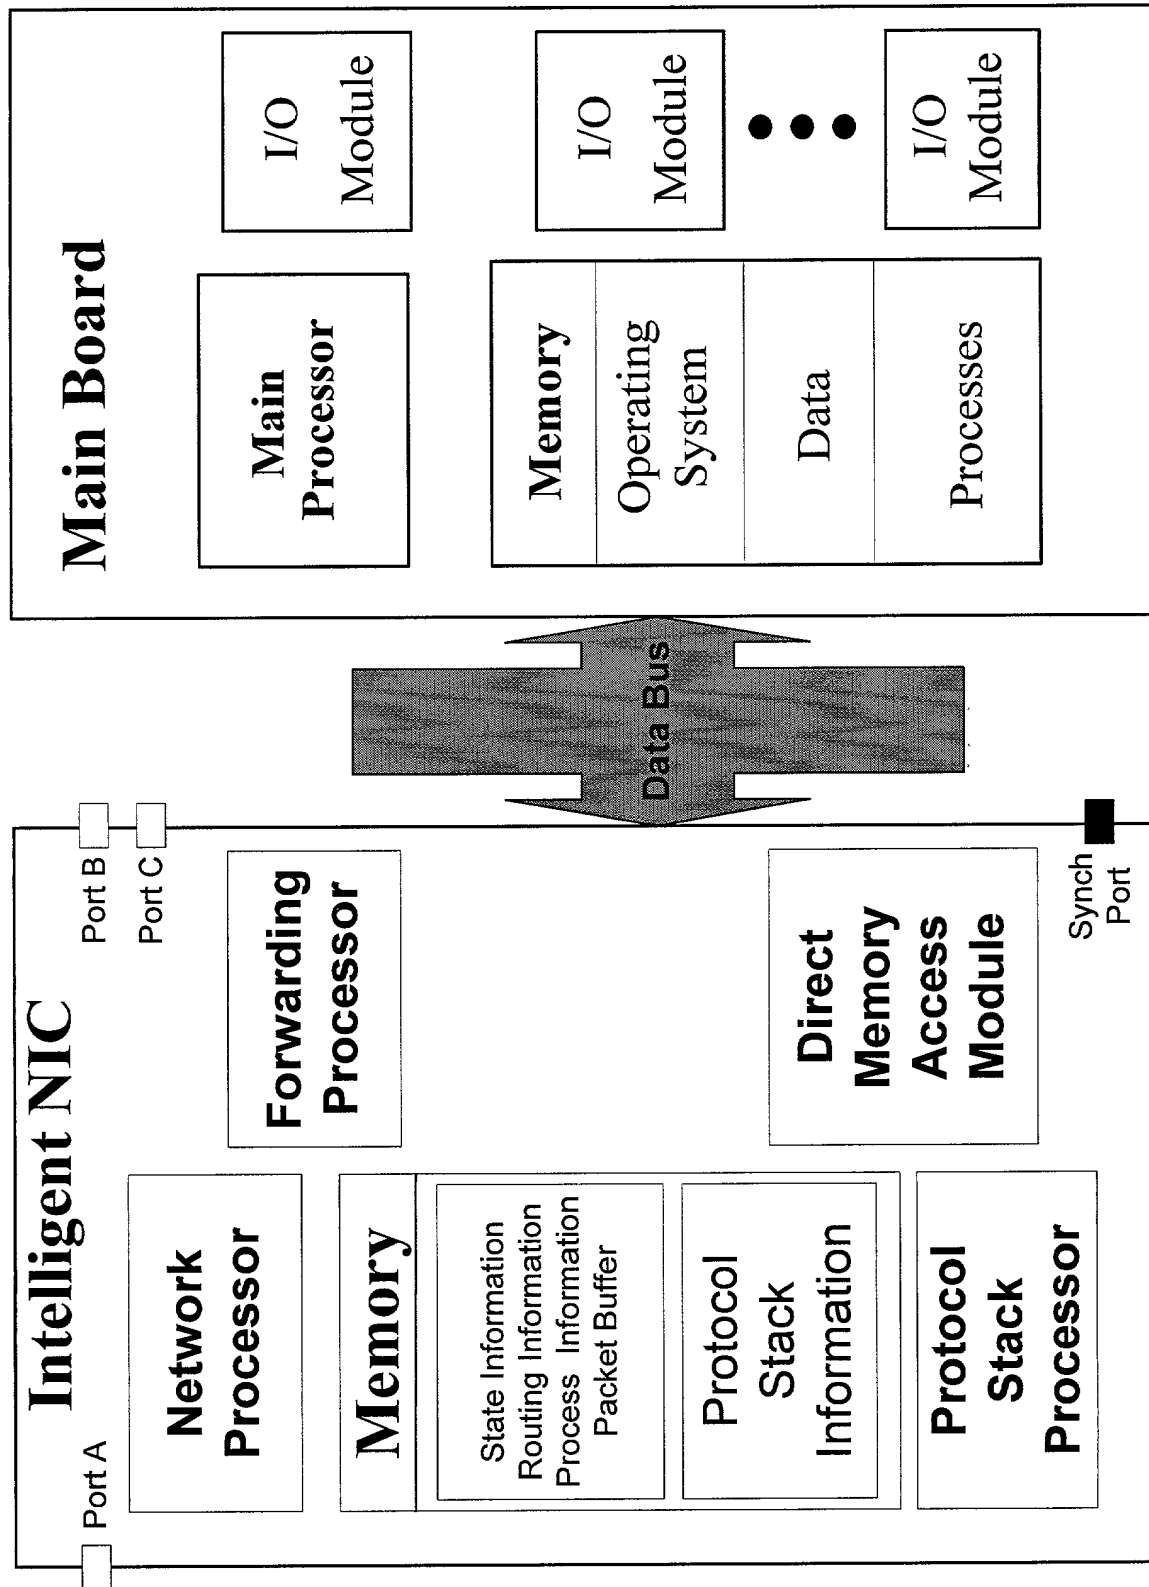 Intelligent NIC
Port A
Port B
Port C
Network
Processor
Forwarding
Processor
Memory
State Information
Routing Information
Process Information
Packet Buffer
Protocol
Stack
Information
Direct
Memory
Access
Module
Protocol
Stack
Processor
Synch
Port
Data Bus
Main Board
Main
Processor
I/O
Module
Memory
Operating
System
Data
Processes
I/O
Module
I/O
Module